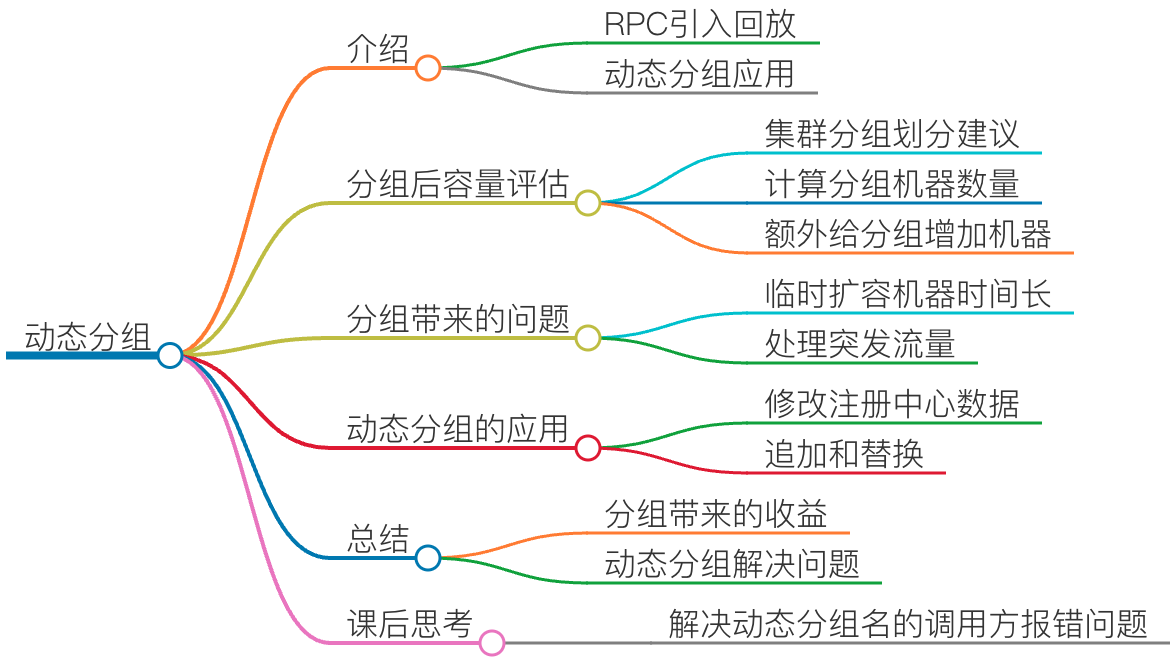 动态分组
介绍
RPC引入回放
动态分组应用
分组后容量评估
集群分组划分建议
计算分组机器数量
额外给分组增加机器
分组带来的问题
临时扩容机器时间长
处理突发流量
动态分组的应用
修改注册中心数据
追加和替换
总结
分组带来的收益
动态分组解决问题
课后思考
解决动态分组名的调用方报错问题